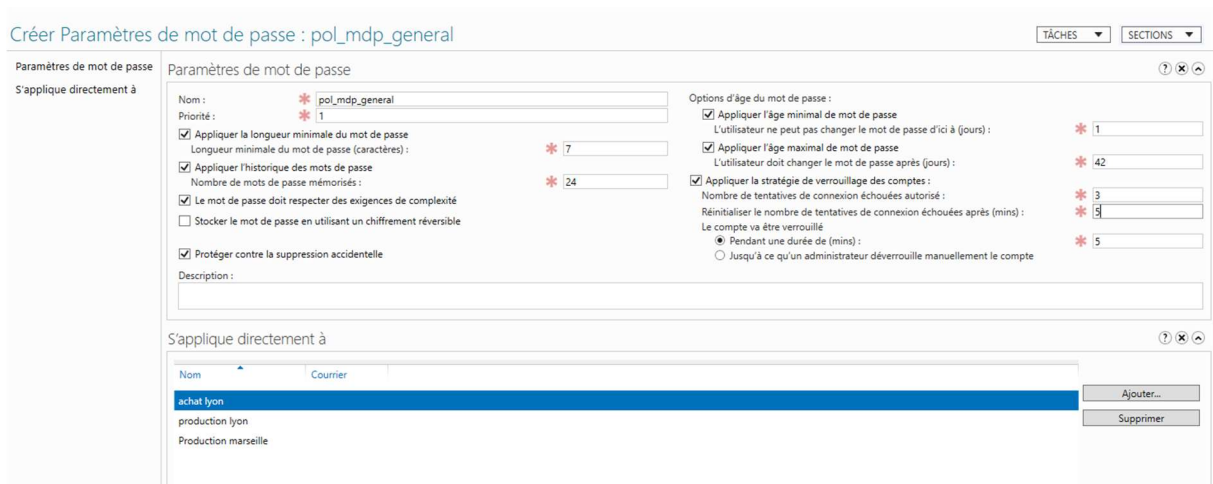 Créer Paramètres de mot de passe : pol_mdp_general
TÂCHES
SECTIONS
Paramètres de mot de passe
S'applique directement à
Paramètres de mot de passe
Nom :
pol_mdp_general
Priorité :
1
Appliquer la longueur minimale du mot de passe
Longueur minimale du mot de passe (caractères) :
7
Appliquer l'historique des mots de passe
Nombre de mots de passe mémorisés :
24
Le mot de passe doit respecter des exigences de complexité
Stocker le mot de passe en utilisant un chiffrement réversible
Protéger contre la suppression accidentelle
Description :
Options d'âge du mot de passe :
Appliquer l'âge minimal de mot de passe
L'utilisateur ne peut pas changer le mot de passe d'ici à (jours) :
1
Appliquer l'âge maximal de mot de passe
L'utilisateur doit changer le mot de passe après (jours) :
42
Appliquer la stratégie de verrouillage des comptes :
Nombre de tentatives de connexion échouées autorisé :
3
Réinitialiser le nombre de tentatives de connexion échouées après (mins) :
5
Le compte va être verrouillé
Pendant une durée de (mins) :
5
Jusqu'à ce qu'un administrateur déverrouille manuellement le compte
S'applique directement à
Nom
Courrier
achat lyon
production lyon
Production marseille
Ajouter...
Supprimer